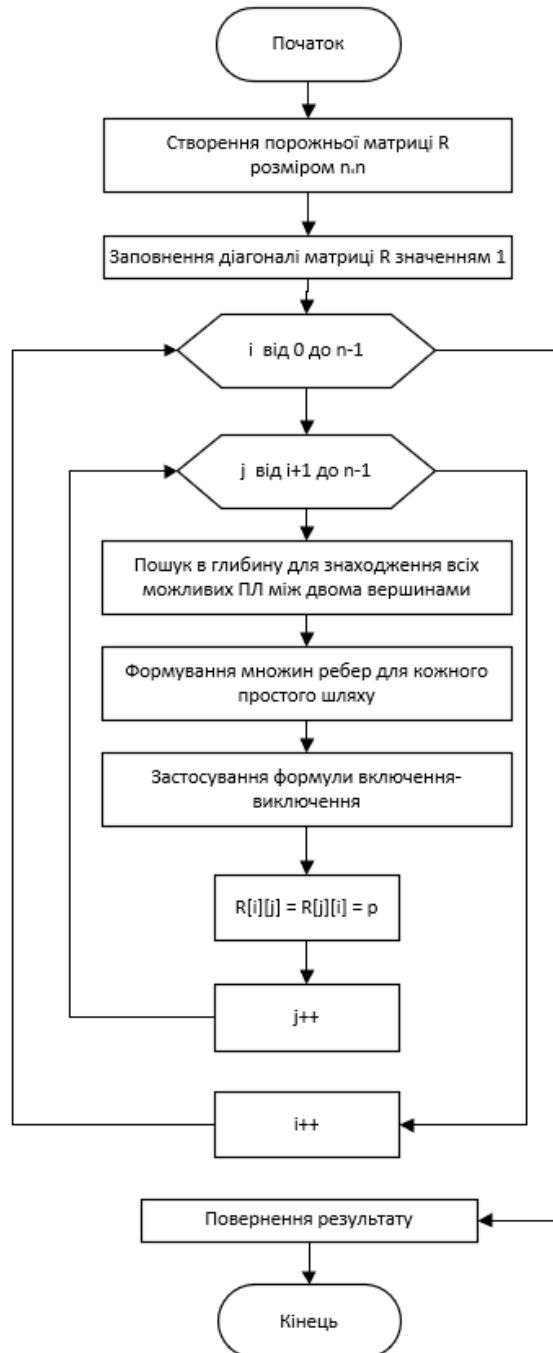 Початок
Створення порожньої матриці R
розміром n.n
Заповнення діагоналі матриці R значенням 1
i від 0 до n-1
j від i+1 до n-1
Пошук в глибину для знаходження всіх
можливих ПЛ між двома вершинами
Формування множин ребер для кожного
простого шляху
Застосування формули включення-
виключення
R[i][j] = R[j][i] = p
j++
i++
Повернення результату
Кінець